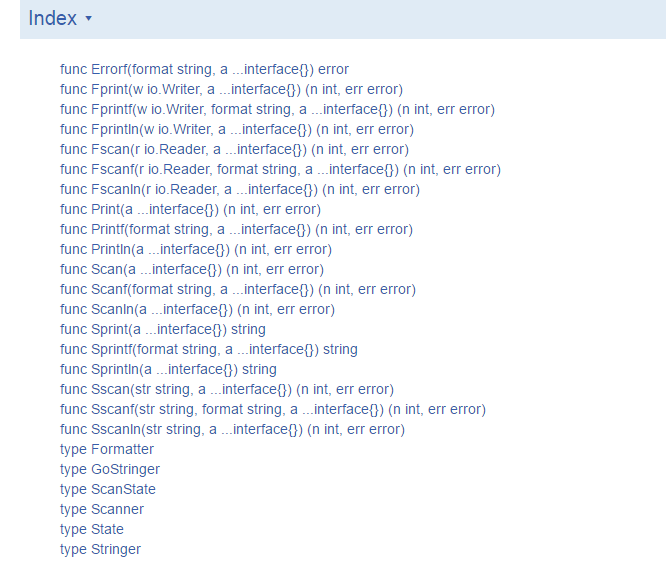 Index
func Errorf(format string, a ...interface{}) error
func Fprint(w io.Writer, a ...interface{}) (n int, err error)
func Fprintf(w io.Writer, format string, a ...interface{}) (n int, err error)
func Fprintln(w io.Writer, a ...interface{}) (n int, err error)
func Fscan(r io.Reader, a ...interface{}) (n int, err error)
func Fscanf(r io.Reader, format string, a ...interface{}) (n int, err error)
func Fscanln(r io.Reader, a ...interface{}) (n int, err error)
func Print(a ...interface{}) (n int, err error)
func Printf(format string, a ...interface{}) (n int, err error)
func Println(a ...interface{}) (n int, err error)
func Scan(a ...interface{}) (n int, err error)
func Scanf(format string, a ...interface{}) (n int, err error)
func Scanln(a ...interface{}) (n int, err error)
func Sprint(a ...interface{}) string
func Sprintf(format string, a ...interface{}) string
func Sprintln(a ...interface{}) string
func Sscan(str string, a ...interface{}) (n int, err error)
func Sscanf(str string, format string, a ...interface{}) (n int, err error)
func Sscanln(str string, a ...interface{}) (n int, err error)
type Formatter
type GoStringer
type ScanState
type Scanner
type State
type Stringer